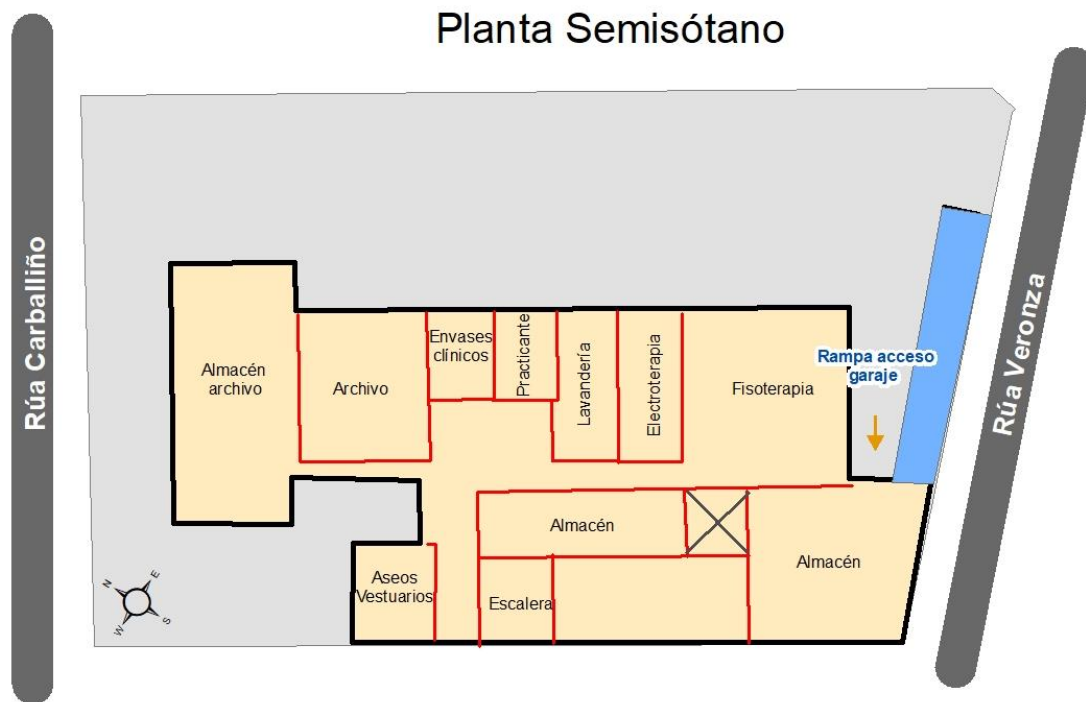 Planta Semisótano
Rúa Carballiño
Rúa Veronza
Envases
clínicos
Practicante
Lavandería
Electroterapia
Rampa acceso
garaje
Almacén
archivo
Archivo
Fisoterapia
Almacén
Almacén
Aseos
Vestuarios
Escalera
N
E
W
S